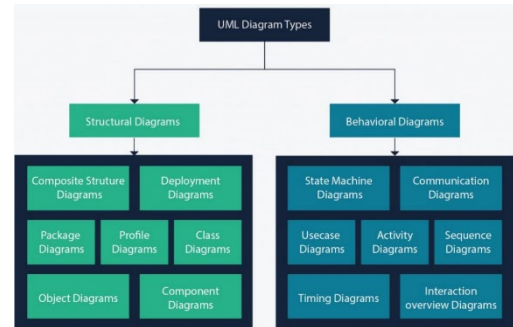 UML Diagram Types
Structural Diagrams
Behavioral Diagrams
Composite Struture
Diagrams
Deployment
Diagrams
Package
Diagrams
Profile
Diagrams
Class
Diagrams
Object Diagrams
Component
Diagrams
State Machine
Diagrams
Communication
Diagrams
Usecase
Diagrams
Activity
Diagrams
Sequence
Diagrams
Timing Diagrams
Interaction
overview Diagrams